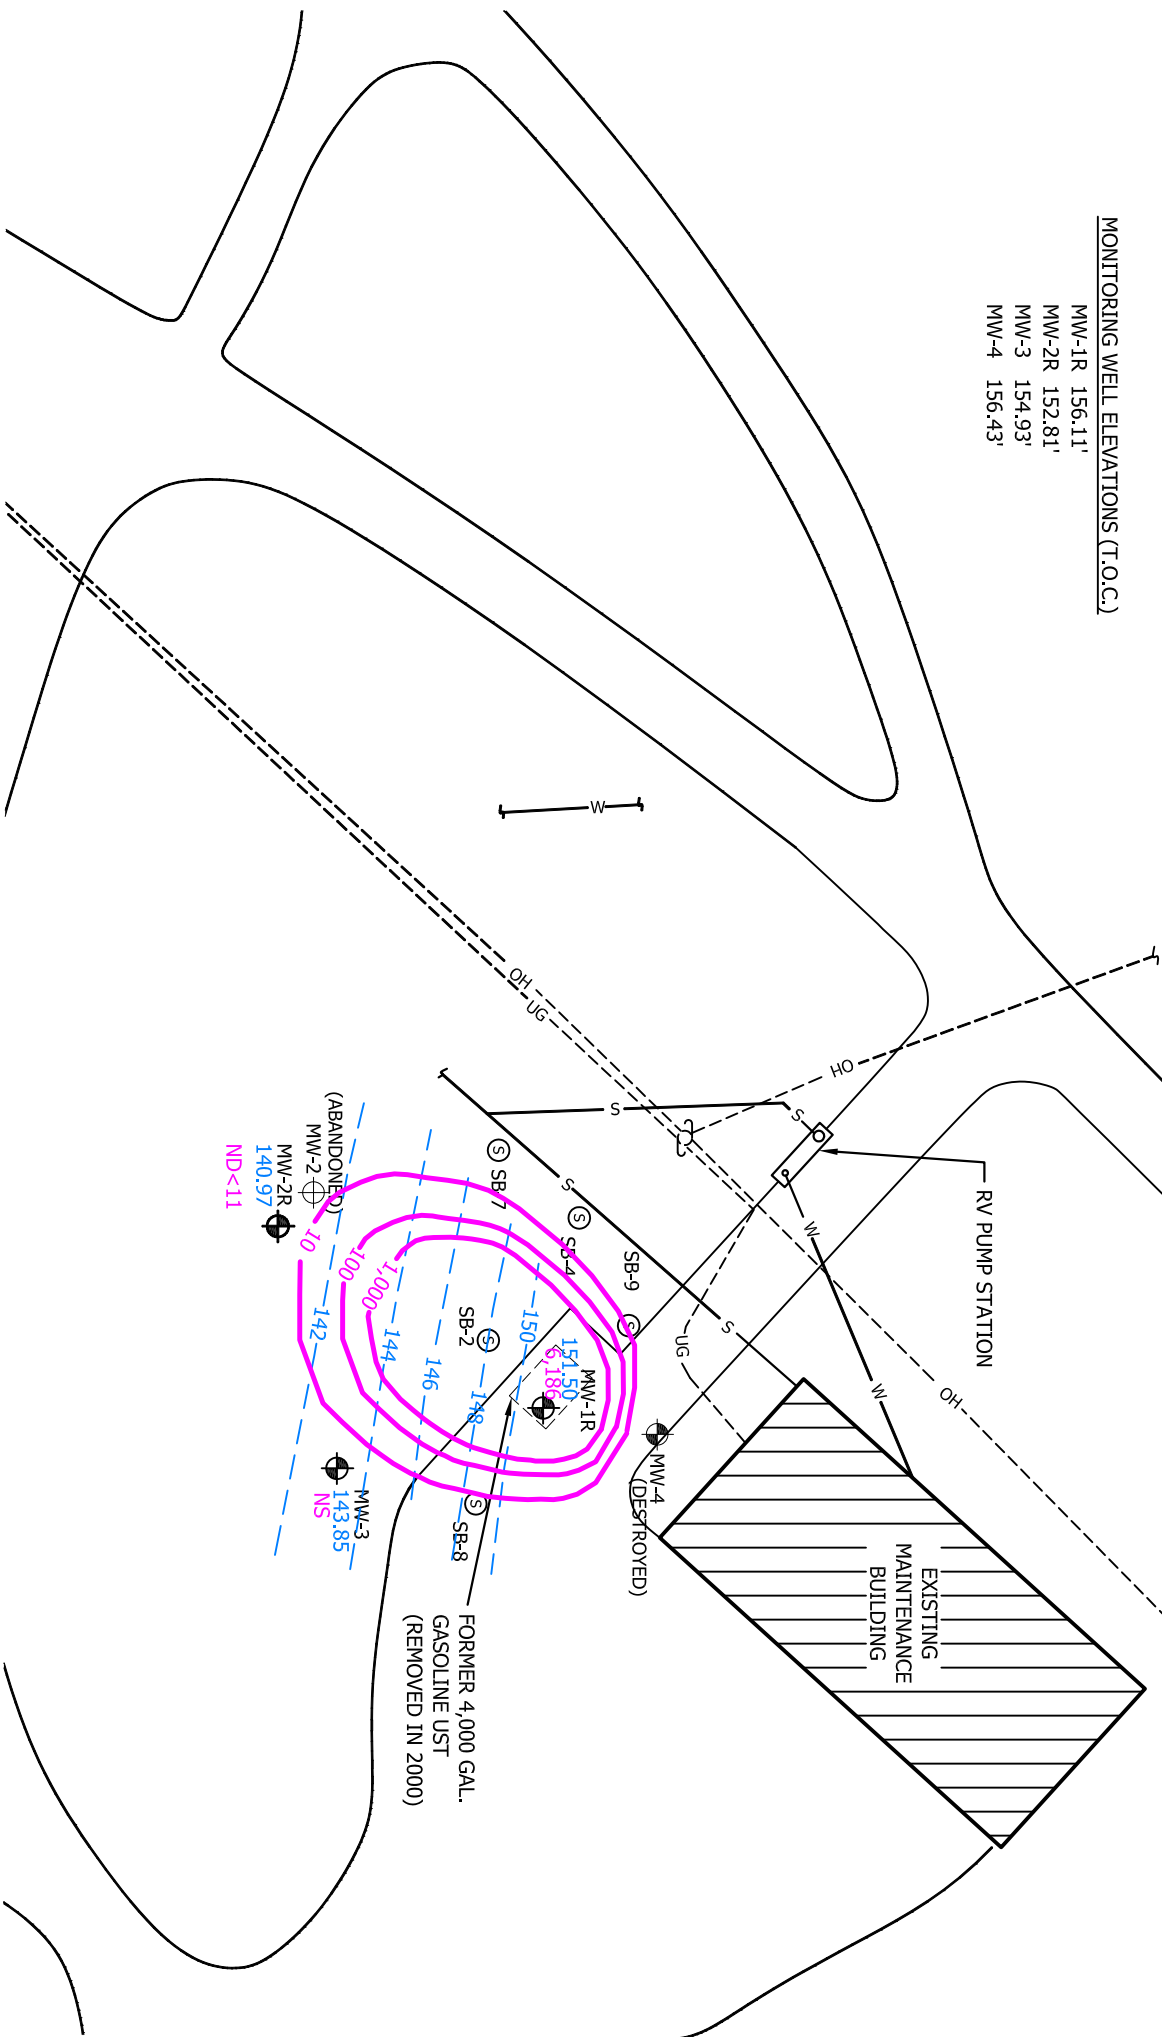 MONITORING WELL ELEVATIONS (T.O.C.)
MW-1R 156.11'
MW-2R 152.81'
MW-3 154.93'
MW-4 156.43'
RV PUMP STATION
W
OH
UG
OH
S
S
W
W
OH
S
S
UG
SB-7
S
SB-4
S
SB-9
S
SB-2
S
SB-8
S
(ABANDONED)
MW-2
MW-2R
140.97
ND<11
10
100
1,000
142
144
146
148
150
MW-1R
151.50
6,186
MW-3
143.85
NS
MW-4
(DESTROYED)
EXISTING
MAINTENANCE
BUILDING
FORMER 4,000 GAL.
GASOLINE UST
(REMOVED IN 2000)